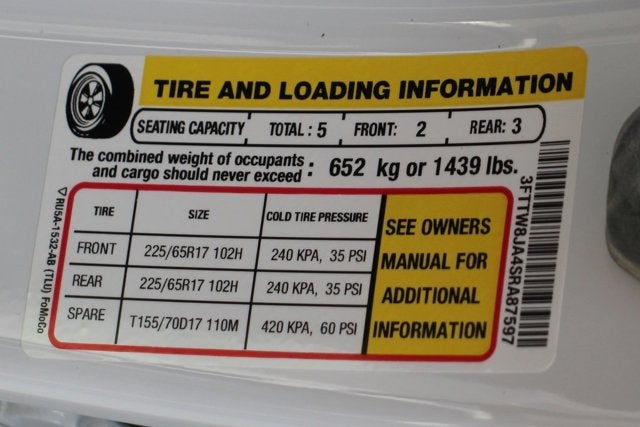 TIRE AND LOADING INFORMATION
SEATING CAPACITY TOTAL: 5 FRONT: 2 REAR: 3
The combined weight of occupants
and cargo should never exceed : 652 kg or 1439 lbs.
TIRE SIZE COLD TIRE PRESSURE
FRONT 225/65R17 102H 240 KPA, 35 PSI
REAR 225/65R17 102H 240 KPA, 35 PSI
SPARE T155/70D17 110M 420 KPA, 60 PSI
SEE OWNERS
MANUAL FOR
ADDITIONAL
INFORMATION
3FTTW8JA4SRA87597
RU5A-1532-AB (TLU) FoMoCo